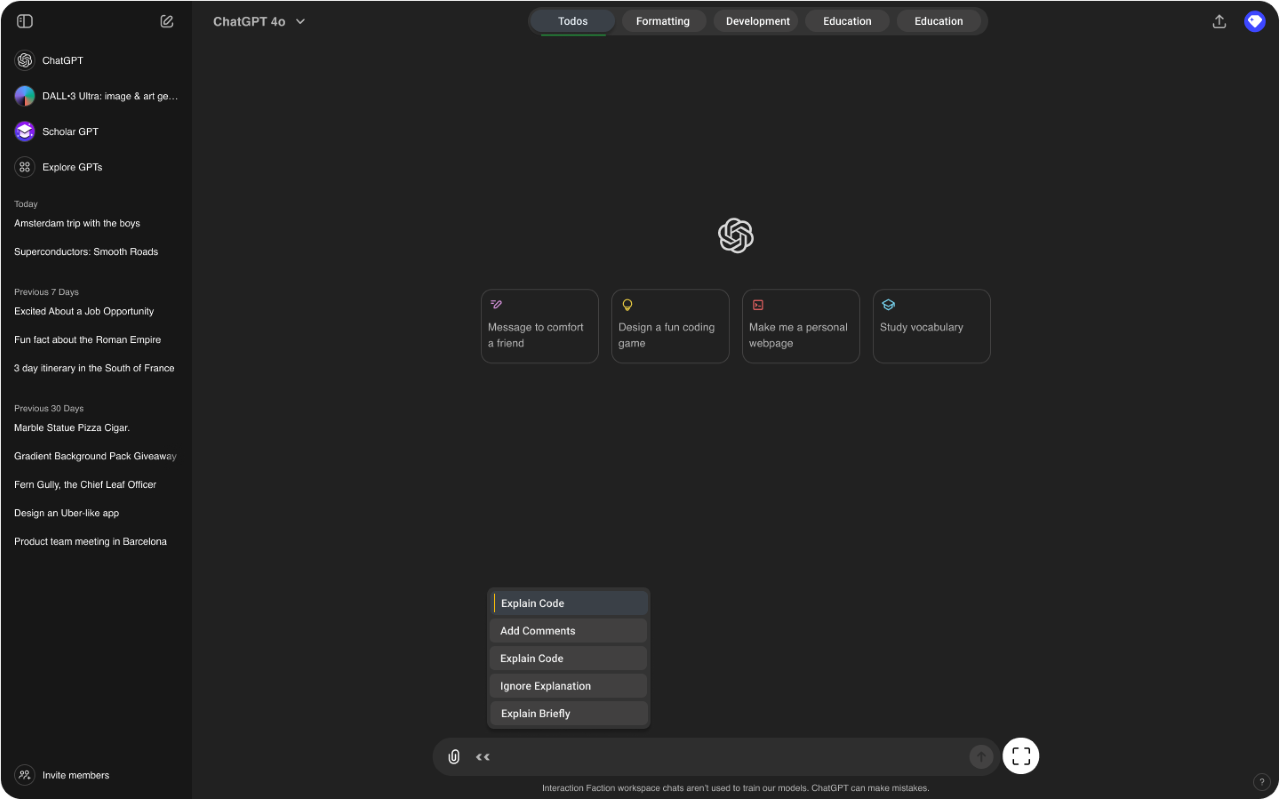 ChatGPT 4o
Todos
Formatting
Development
Education
Education
ChatGPT
DALL•3 Ultra: image & art ge...
Scholar GPT
Explore GPTs
Today
Amsterdam trip with the boys
Superconductors: Smooth Roads
Previous 7 Days
Excited About a Job Opportunity
Fun fact about the Roman Empire
3 day itinerary in the South of France
Previous 30 Days
Marble Statue Pizza Cigar.
Gradient Background Pack Giveaway
Fern Gully, the Chief Leaf Officer
Design an Uber-like app
Product team meeting in Barcelona
Invite members
Message to comfort
a friend
Design a fun coding
game
Make me a personal
webpage
Study vocabulary
Explain Code
Add Comments
Explain Code
Ignore Explanation
Explain Briefly
<<
Interaction Faction workspace chats aren't used to train our models. ChatGPT can make mistakes.
?